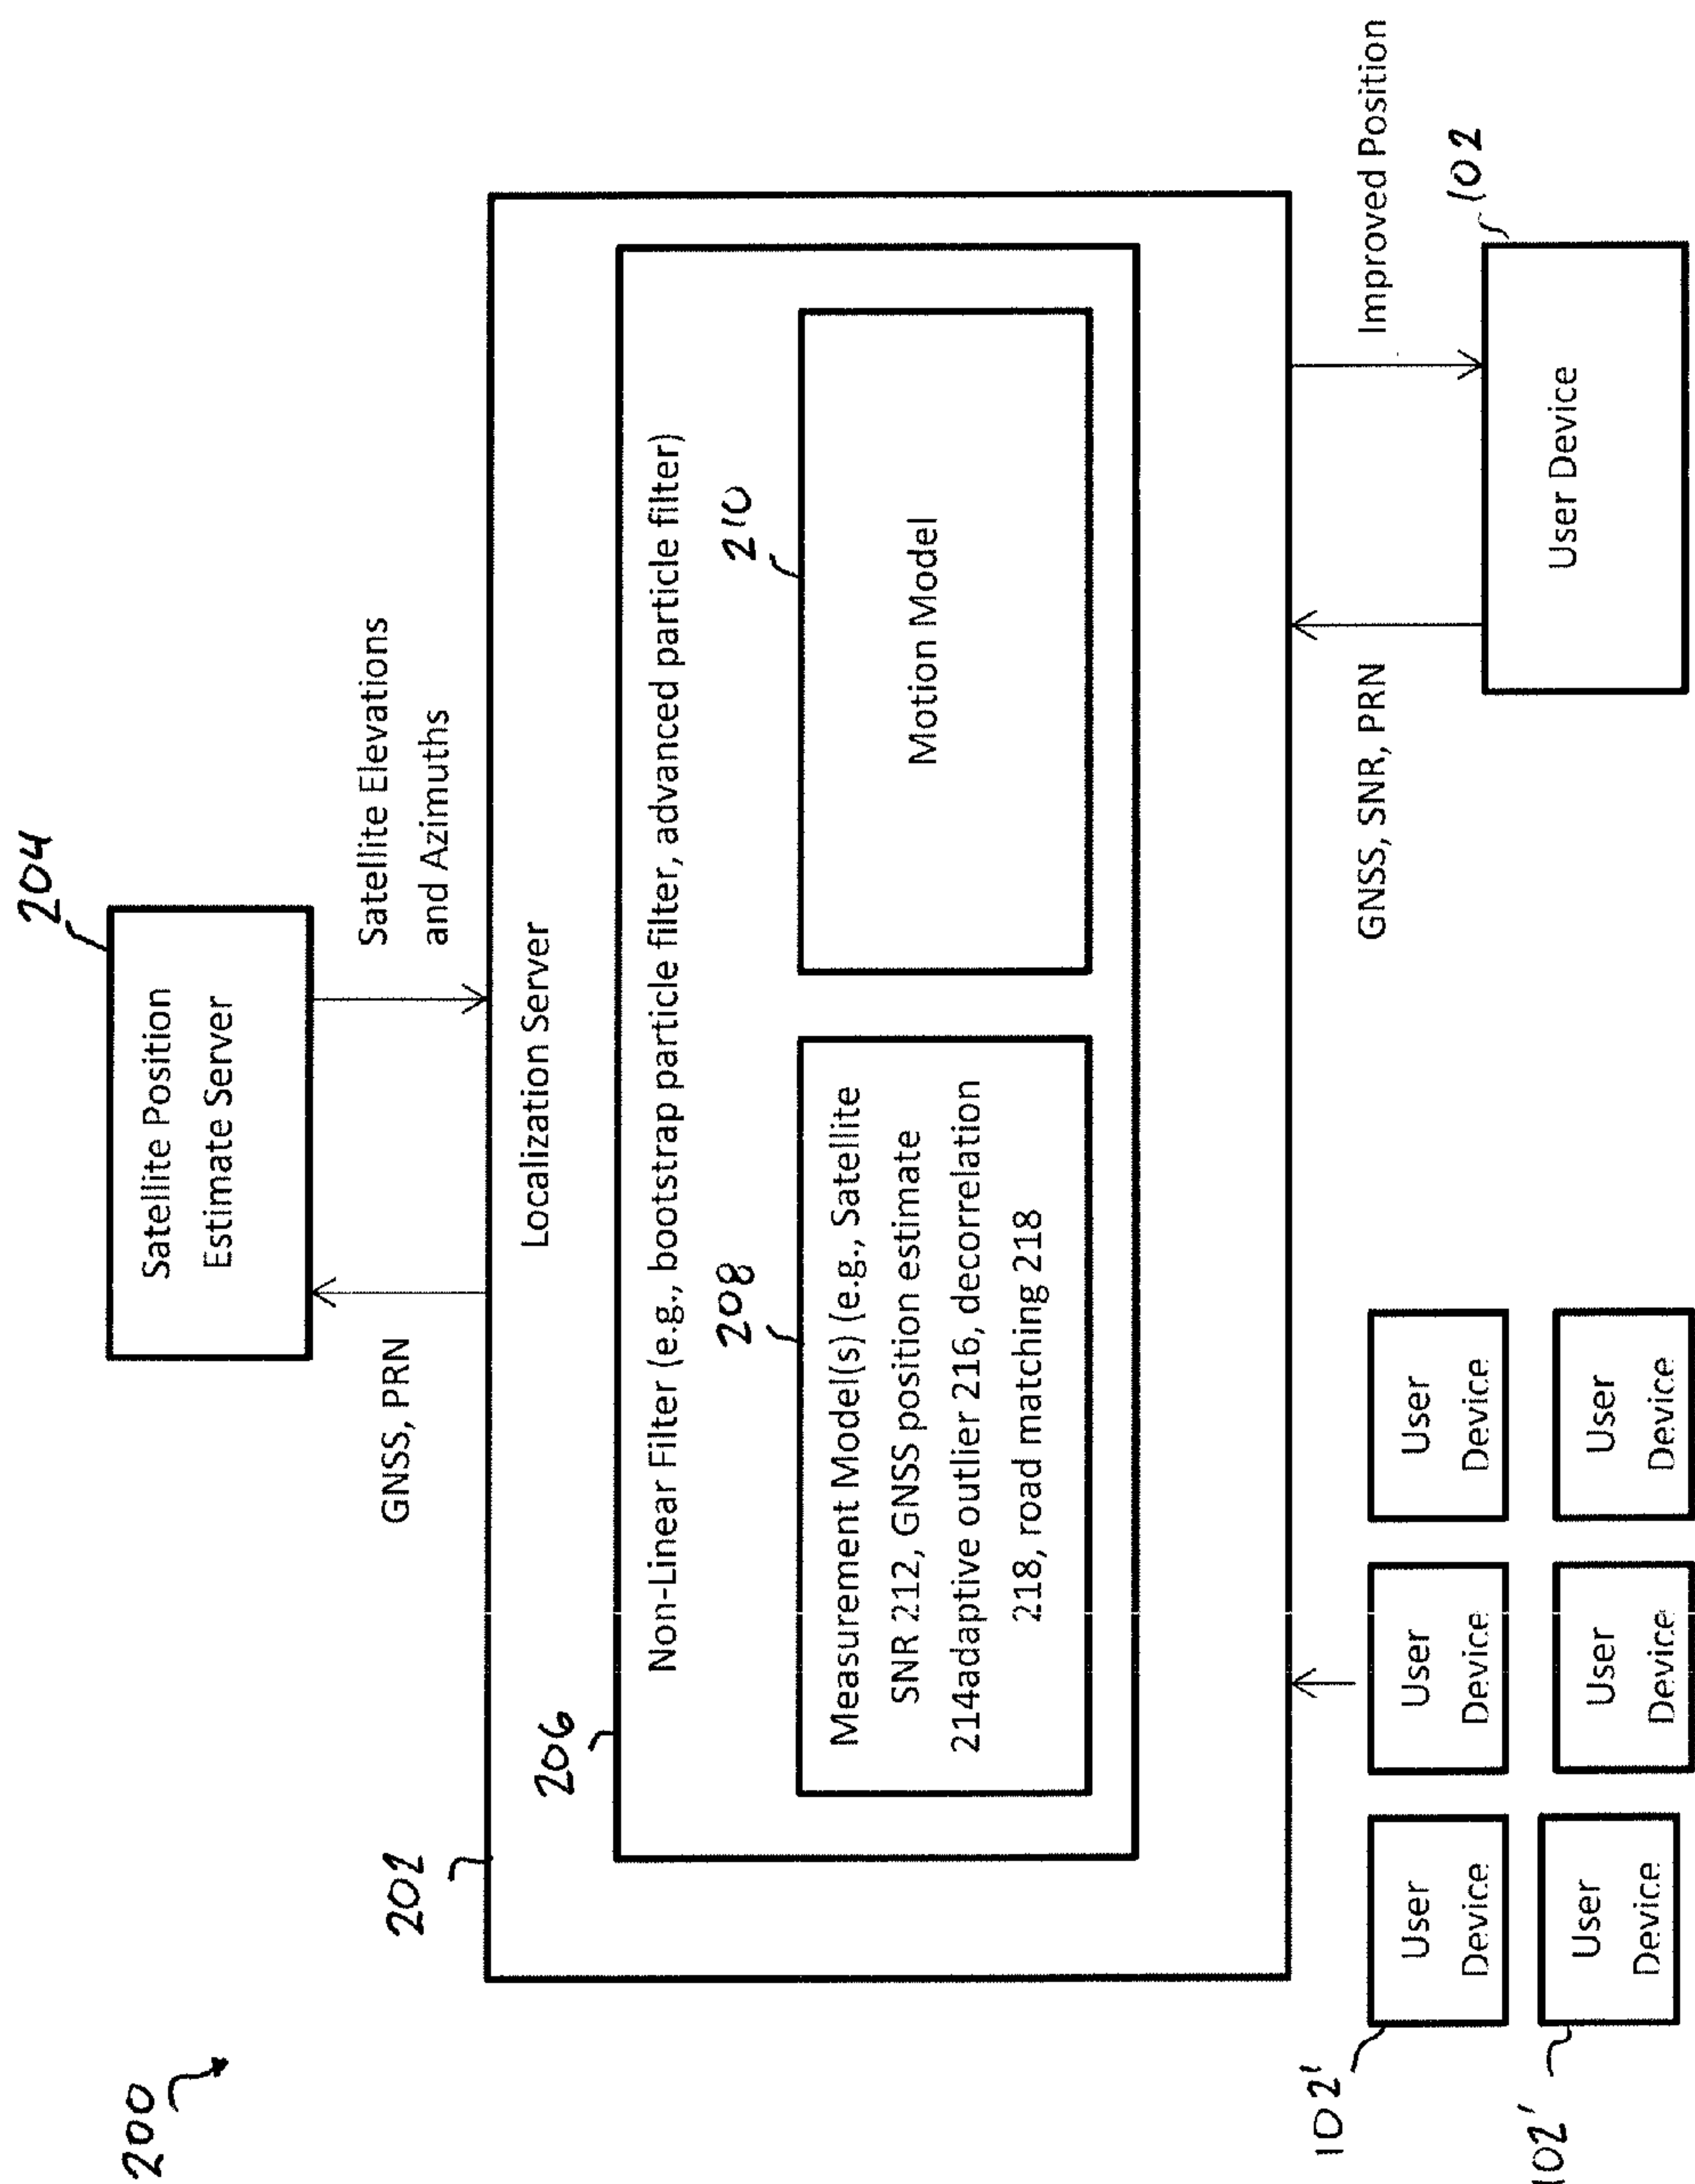 200
204
Satellite Position
Estimate Server
GNSS, PRN
Satellite Elevations
and Azimuths
202
Localization Server
206
Non-Linear Filter (e.g., bootstrap particle filter, advanced particle filter)
208
Measurement Model(s) (e.g., Satellite
SNR 212, GNSS position estimate
214adaptive outlier 216, decorrelation
218, road matching 218
210
Motion Model
GNSS, SNR, PRN
Improved Position
102
User Device
102'
User
Device
User
Device
User
Device
102'
User
Device
User
Device
User
Device